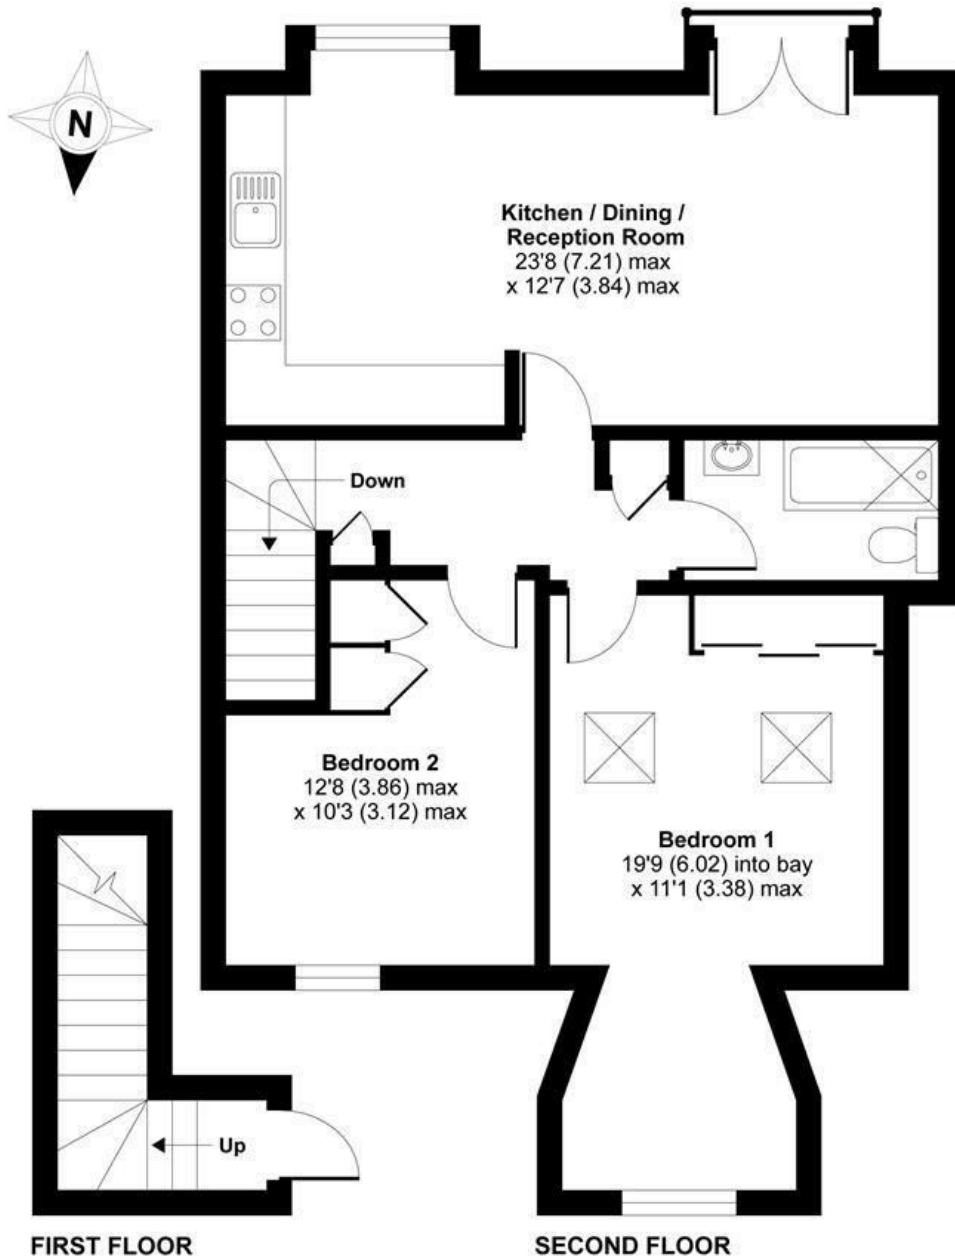 N
Kitchen / Dining /
Reception Room
23'8 (7.21) max
x 12'7 (3.84) max
Down
Bedroom 2
12'8 (3.86) max
x 10'3 (3.12) max
Bedroom 1
19'9 (6.02) into bay
x 11'1 (3.38) max
Up
FIRST FLOOR
SECOND FLOOR